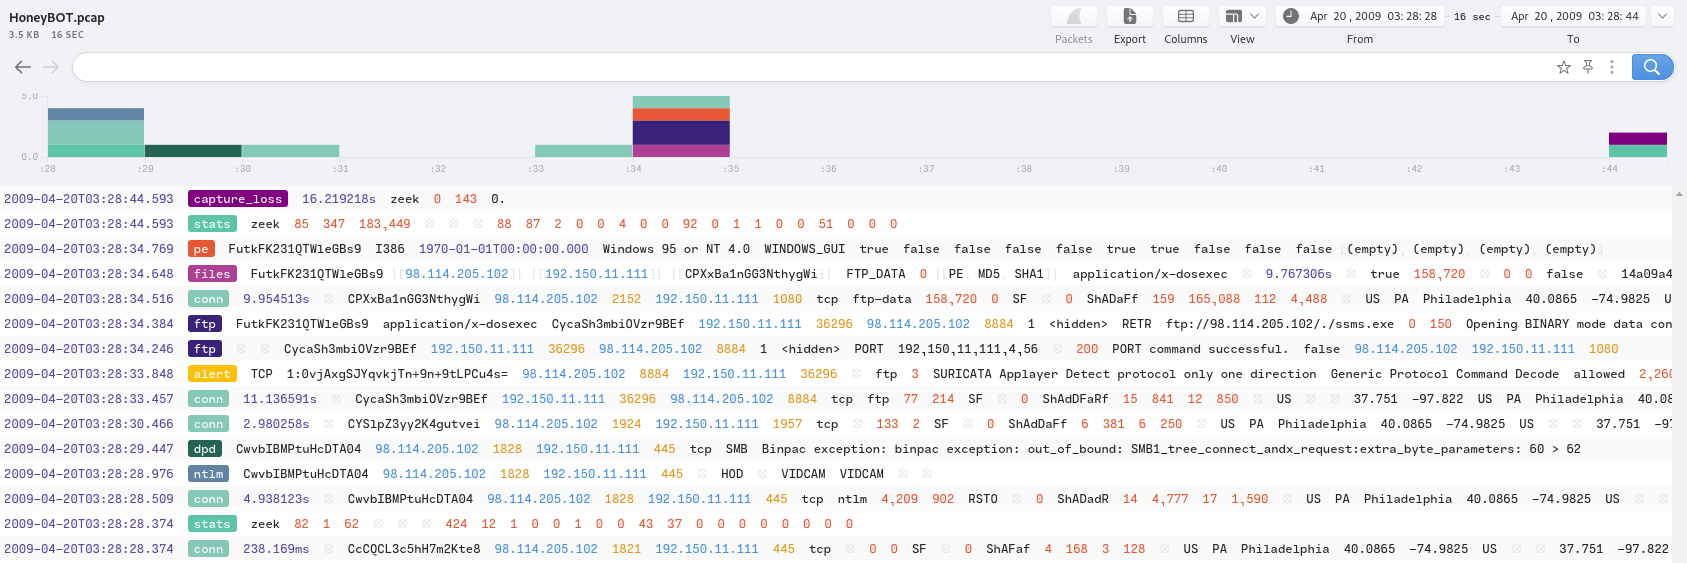 HoneyBOT.pcap
3.5 KB 16 SEC
Apr 20 , 2009 03: 28: 28 16 sec Apr 20 , 2009 03: 28: 44
Packets Export Columns View From To
5.0
0.0
:28 :29 :30 :31 :32 :33 :34 :35 :36 :37 :38 :39 :40 :41 :42 :43 :44
2009-04-20T03:28:44.593 capture_loss 16.219218s zeek 0 143 0.
2009-04-20T03:28:44.593 stats zeek 85 347 183,449 88 87 2 0 0 4 0 0 92 0 1 1 0 0 51 0 0 0
2009-04-20T03:28:34.769 pe FutkFK231QTWleGBs9 I386 1970-01-01T00:00:00.000 Windows 95 or NT 4.0 WINDOWS_GUI true false false false false true true false false false [(empty), (empty), (empty), (empty)]
2009-04-20T03:28:34.648 files FutkFK231QTWleGBs9 |[98.114.205.102]| |[192.150.11.111]| |[CPXxBa1nGG3NthygWi]| FTP_DATA 0 |[PE, MD5, SHA1]| application/x-dosexec 9.767306s true 158,720 0 0 false 14a09a4
2009-04-20T03:28:34.516 conn 9.954513s CPXxBa1nGG3NthygWi 98.114.205.102 2152 192.150.11.111 1080 tcp ftp-data 158,720 0 SF 0 ShADaFf 159 165,088 112 4,488 US PA Philadelphia 40.0865 -74.9825 U
2009-04-20T03:28:34.384 ftp FutkFK231QTWleGBs9 application/x-dosexec CycaSh3mbiOVzr9BEf 192.150.11.111 36296 98.114.205.102 8884 1 <hidden> RETR ftp://98.114.205.102/./ssms.exe 0 150 Opening BINARY mode data con
2009-04-20T03:28:34.246 ftp CycaSh3mbiOVzr9BEf 192.150.11.111 36296 98.114.205.102 8884 1 <hidden> PORT 192,150,11,111,4,56 200 PORT command successful. false 98.114.205.102 192.150.11.111 1080
2009-04-20T03:28:33.848 alert TCP 1:0vjAxgSJYqvkjTn+9n+9tLPCu4s= 98.114.205.102 8884 192.150.11.111 36296 ftp 3 SURICATA Applayer Detect protocol only one direction Generic Protocol Command Decode allowed 2,260
2009-04-20T03:28:33.457 conn 11.136591s CycaSh3mbiOVzr9BEf 192.150.11.111 36296 98.114.205.102 8884 tcp ftp 77 214 SF 0 ShAdDFaRf 15 841 12 850 US 37.751 -97.822 US PA Philadelphia 40.08
2009-04-20T03:28:30.466 conn 2.980258s CYSlpZ3yy2K4gutvei 98.114.205.102 1924 192.150.11.111 1957 tcp 133 2 SF 0 ShAdDaFf 6 381 6 250 US PA Philadelphia 40.0865 -74.9825 US 37.751 -97
2009-04-20T03:28:29.447 dpd CwvbIBMPtuHcDTA04 98.114.205.102 1828 192.150.11.111 445 tcp SMB Binpac exception: binpac exception: out_of_bound: SMB1_tree_connect_andx_request:extra_byte_parameters: 60 > 62
2009-04-20T03:28:28.976 ntlm CwvbIBMPtuHcDTA04 98.114.205.102 1828 192.150.11.111 445 HOD VIDCAM VIDCAM
2009-04-20T03:28:28.509 conn 4.938123s CwvbIBMPtuHcDTA04 98.114.205.102 1828 192.150.11.111 445 tcp ntlm 4,209 902 RSTO 0 ShADadR 14 4,777 17 1,590 US PA Philadelphia 40.0865 -74.9825 US
2009-04-20T03:28:28.374 stats zeek 82 1 62 424 12 1 0 0 1 0 0 43 37 0 0 0 0 0 0 0 0
2009-04-20T03:28:28.374 conn 238.169ms CcCQCL3c5hH7m2Kte8 98.114.205.102 1821 192.150.11.111 445 tcp 0 0 SF 0 ShAFaf 4 168 3 128 US PA Philadelphia 40.0865 -74.9825 US 37.751 -97.822